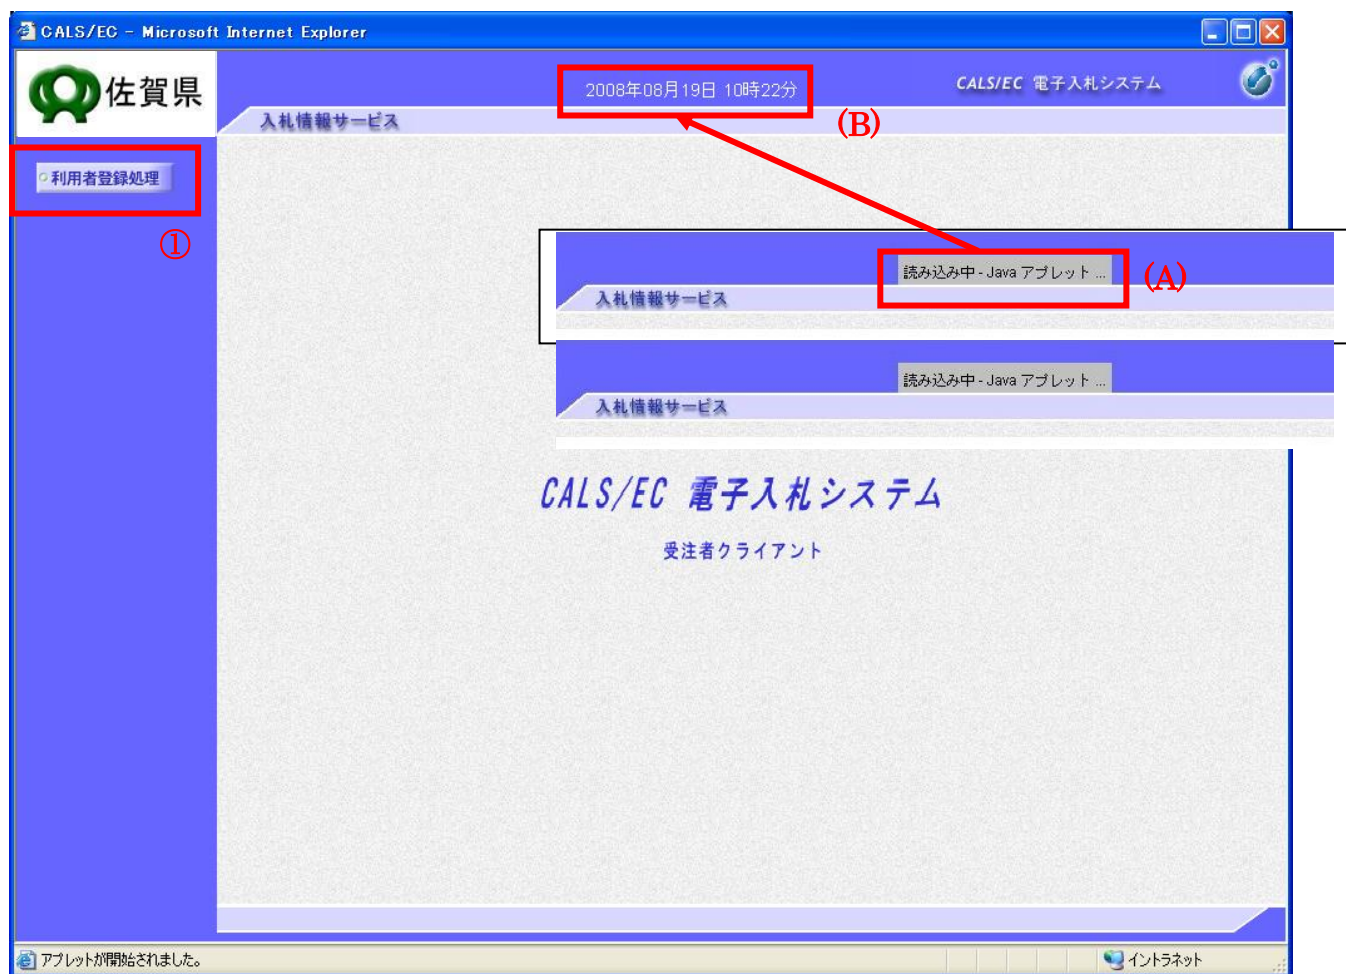 CALS/EC - Microsoft Internet Explorer
佐賀県
2008年08月19日 10時22分
CALS/EC 電子入札システム
(B)
入札情報サービス
利用者登録処理
①
読み込み中 - Java アプレット ...
(A)
入札情報サービス
読み込み中 - Java アプレット ...
入札情報サービス
CALS/EC 電子入札システム
受注者クライアント
アプレットが開始されました。
イントラネット